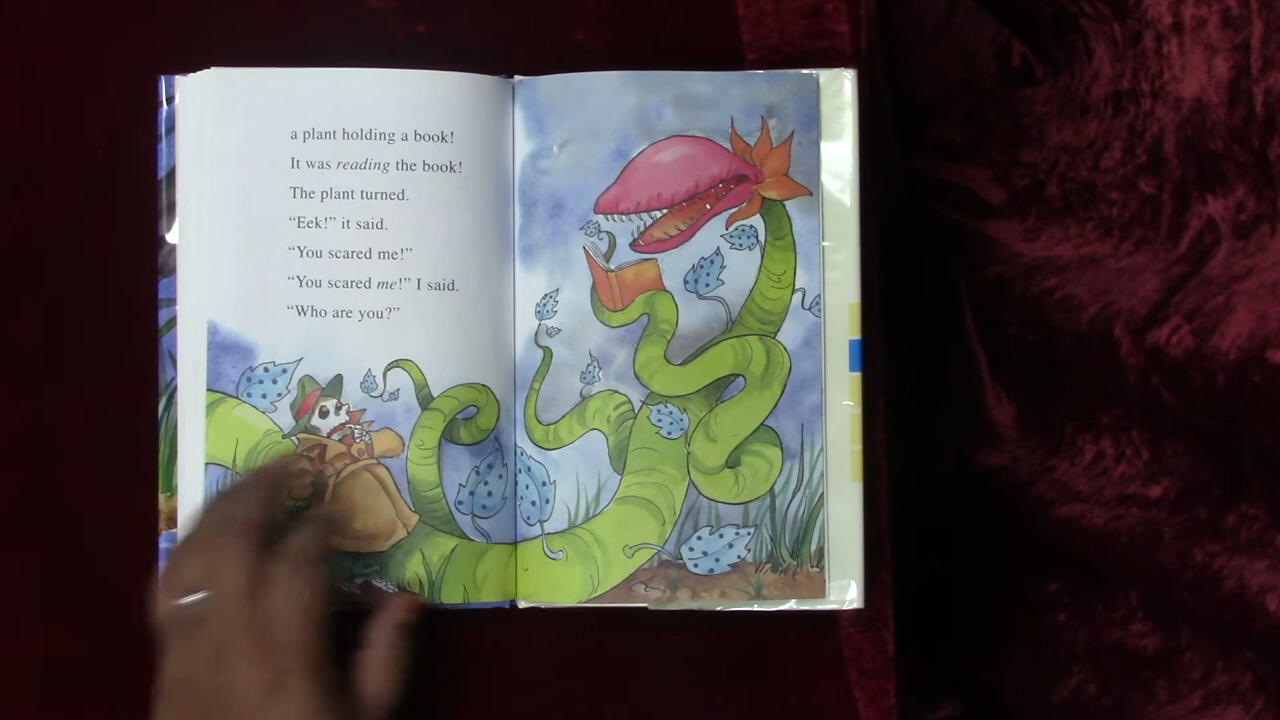 a plant holding a book!
It was reading the book!
The plant turned.
“Eek!” it said.
“You scared me!”
“You scared me!” I said.
“Who are you?”